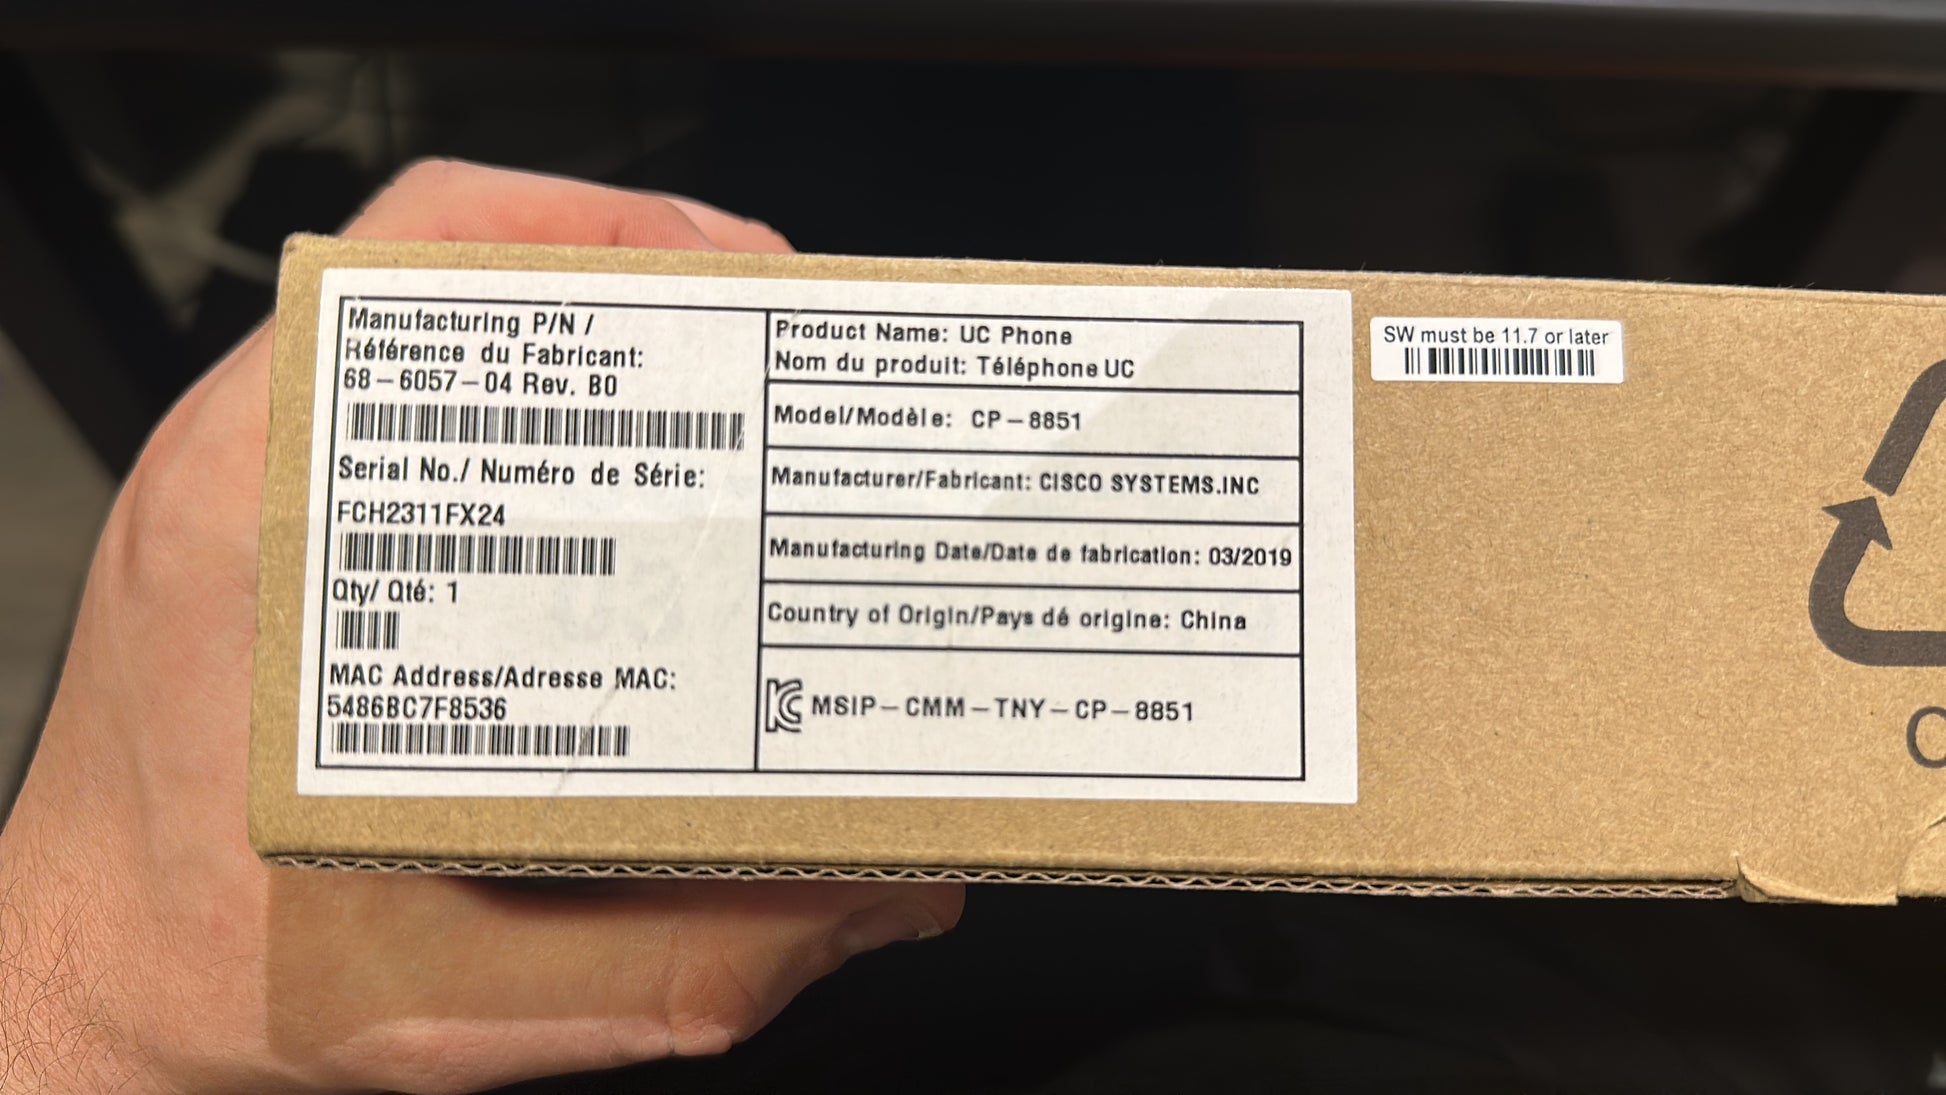 Manufacturing P/N /
Référence du Fabricant:
68-6057-04 Rev. B0
Serial No./ Numéro de Série:
FCH2311FX24
Qty/ Qté: 1
MAC Address/Adresse MAC:
5486BC7F8536
Product Name: UC Phone
Nom du produit: Téléphone UC
Model/Modèle: CP-8851
Manufacturer/Fabricant: CISCO SYSTEMS.INC
Manufacturing Date/Date de fabrication: 03/2019
Country of Origin/Pays dé origine: China
MSIP-CMM-TNY-CP-8851
SW must be 11.7 or later